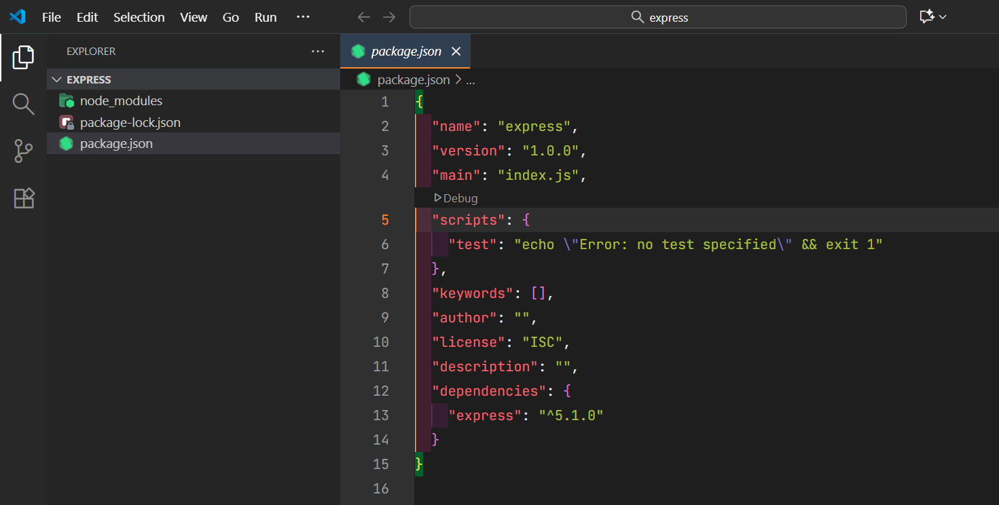 File Edit Selection View Go Run ...
express
EXPLORER ...
EXPRESS
node_modules
package-lock.json
package.json
package.json
package.json > ...
1 {
2 "name": "express",
3 "version": "1.0.0",
4 "main": "index.js",
Debug
5 "scripts": {
6 "test": "echo \"Error: no test specified\" && exit 1"
7 },
8 "keywords": [],
9 "author": "",
10 "license": "ISC",
11 "description": "",
12 "dependencies": {
13 "express": "^5.1.0"
14 }
15 }
16